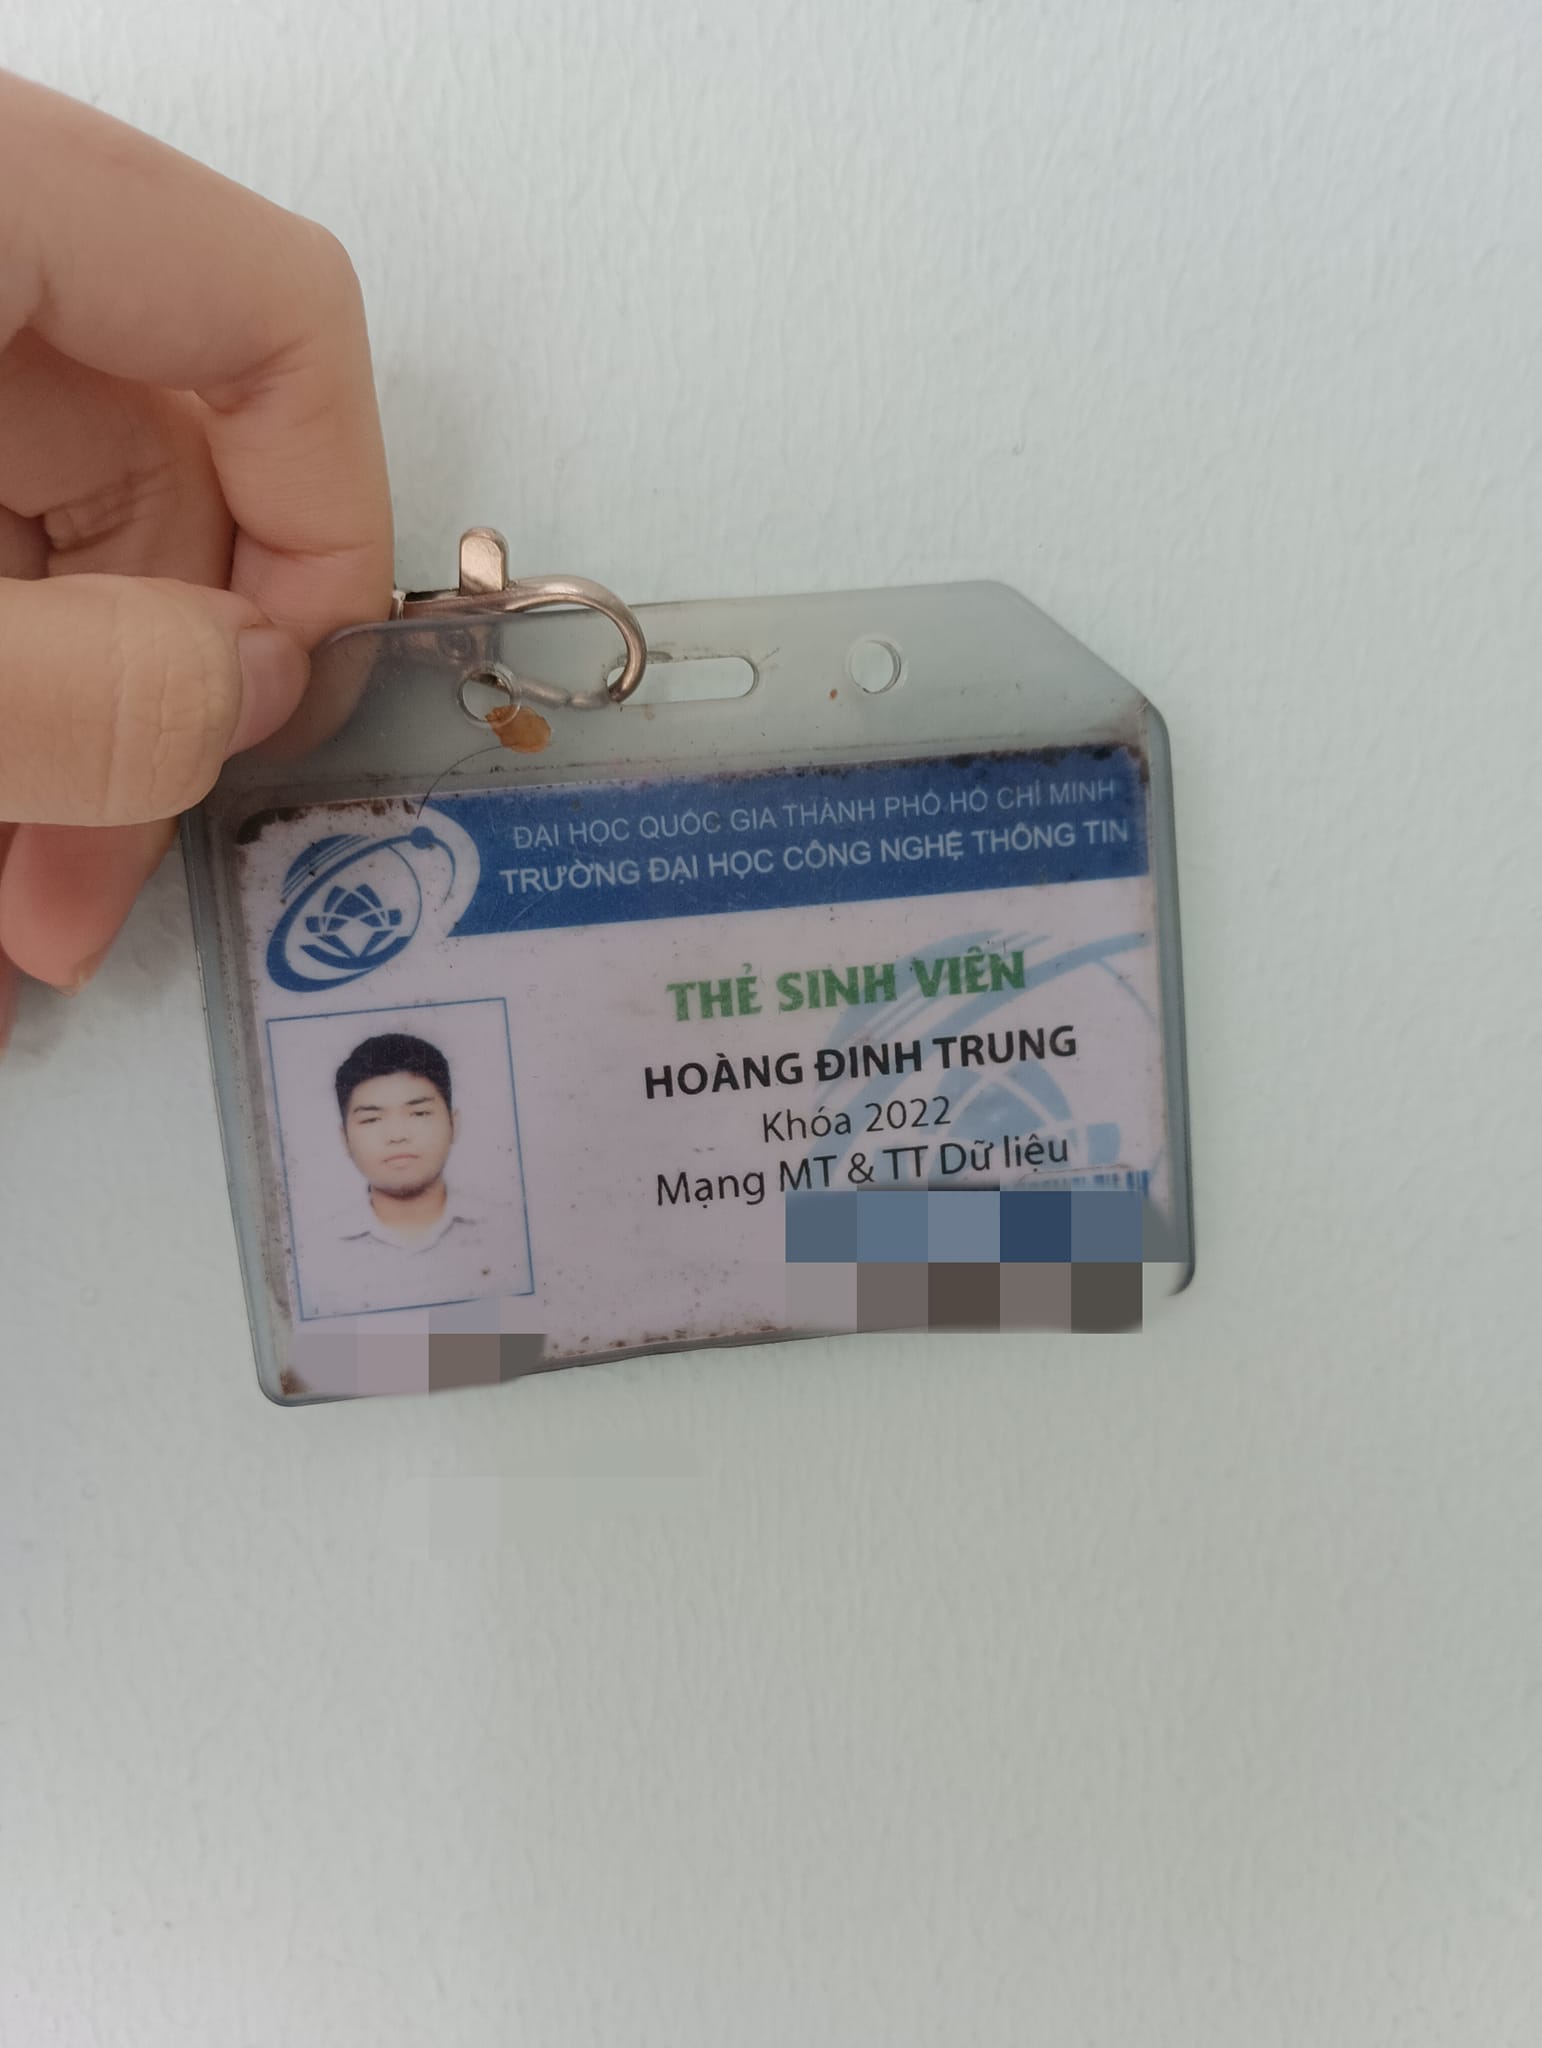 ĐẠI HỌC QUỐC GIA THÀNH PHỐ HỒ CHÍ MINH
TRƯỜNG ĐẠI HỌC CÔNG NGHỆ THÔNG TIN
THẺ SINH VIÊN
HOÀNG ĐINH TRUNG
Khóa 2022
Mạng MT & TT Dữ liệu